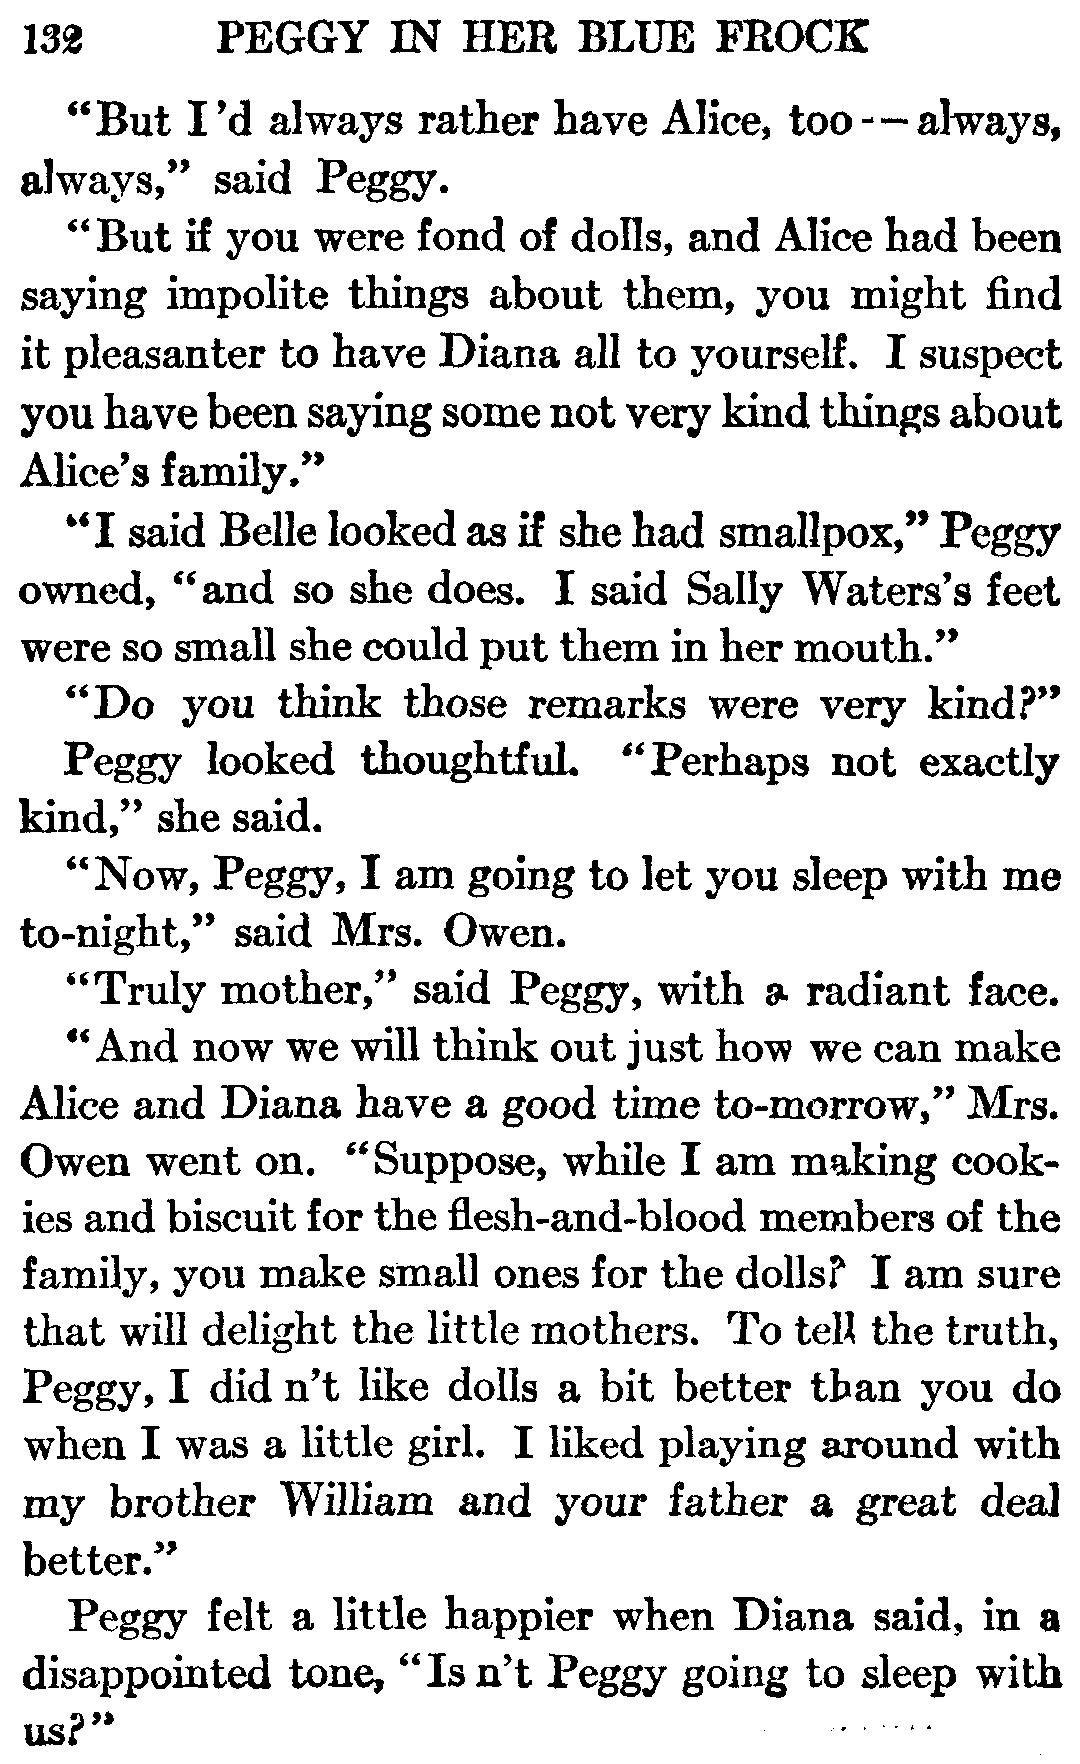 132 PEGGY IN HER BLUE FROCK
“But I’d always rather have Alice, too -— always,
always,” said Peggy.
“But if you were fond of dolls, and Alice had been
saying impolite things about them, you might find
it pleasanter to have Diana all to yourself. I suspect
you have been saying some not very kind things about
Alice’s family.”
“I said Belle looked as if she had smallpox,” Peggy
owned, “and so she does. I said Sally Waters’s feet
were so small she could put them in her mouth.”
“Do you think those remarks were very kind?”
Peggy looked thoughtful. “Perhaps not exactly
kind,” she said.
“Now, Peggy, I am going to let you sleep with me
to-night,” said Mrs. Owen.
“Truly mother,” said Peggy, with a radiant face.
“And now we will think out just how we can make
Alice and Diana have a good time to-morrow,” Mrs.
Owen went on. “Suppose, while I am making cook-
ies and biscuit for the flesh-and-blood members of the
family, you make small ones for the dolls? I am sure
that will delight the little mothers. To tell the truth,
Peggy, I did n’t like dolls a bit better than you do
when I was a little girl. I liked playing around with
my brother William and your father a great deal
better.”
Peggy felt a little happier when Diana said, in a
disappointed tone, “Is n’t Peggy going to sleep with
us?”